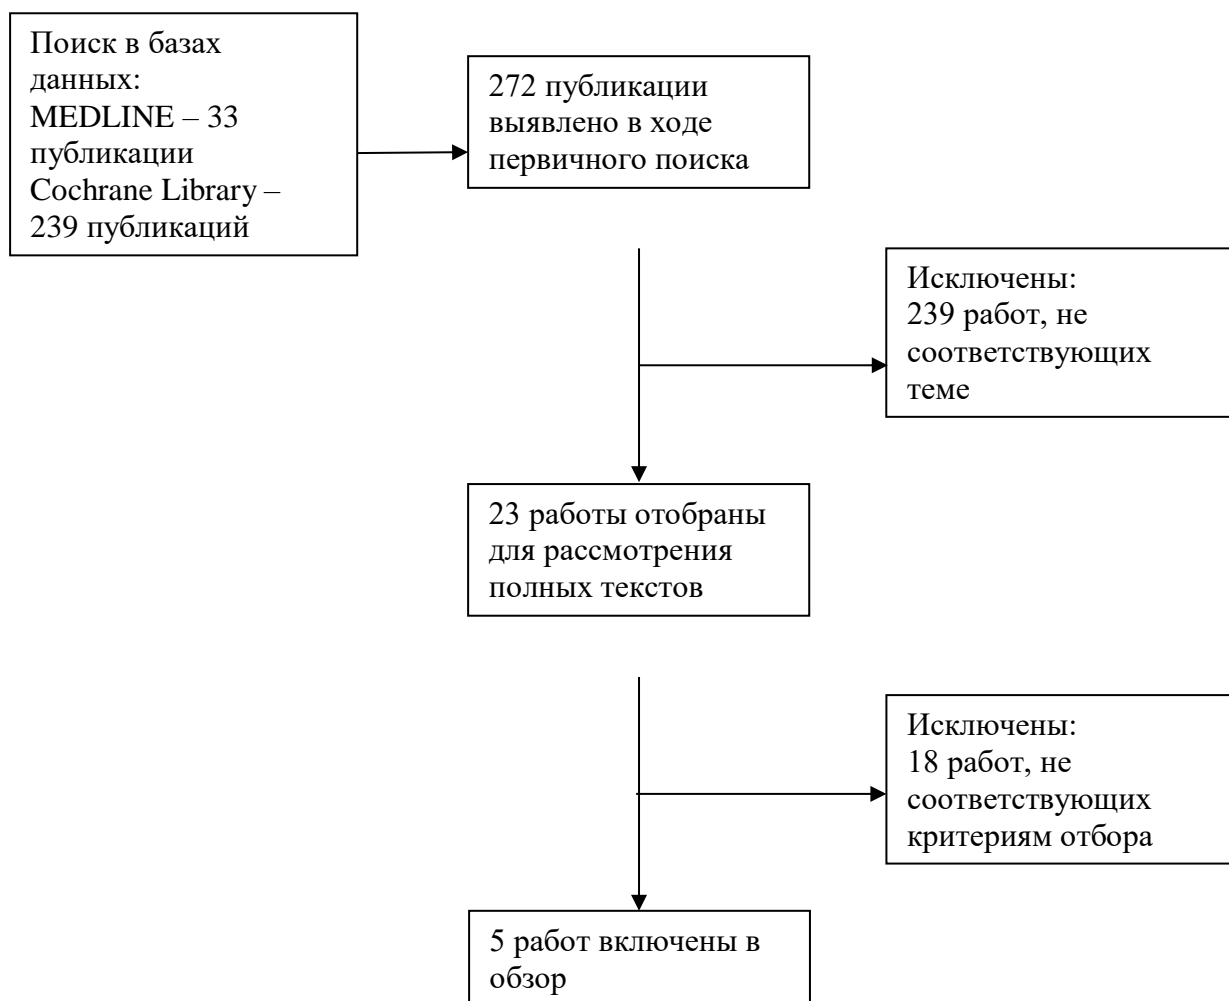 Поиск в базах
данных:
MEDLINE – 33
публикации
Cochrane Library –
239 публикаций
272 публикации
выявлено в ходе
первичного поиска
Исключены:
239 работ, не
соответствующих
теме
23 работы отобраны
для рассмотрения
полных текстов
Исключены:
18 работ, не
соответствующих
критериям отбора
5 работ включены в
обзор